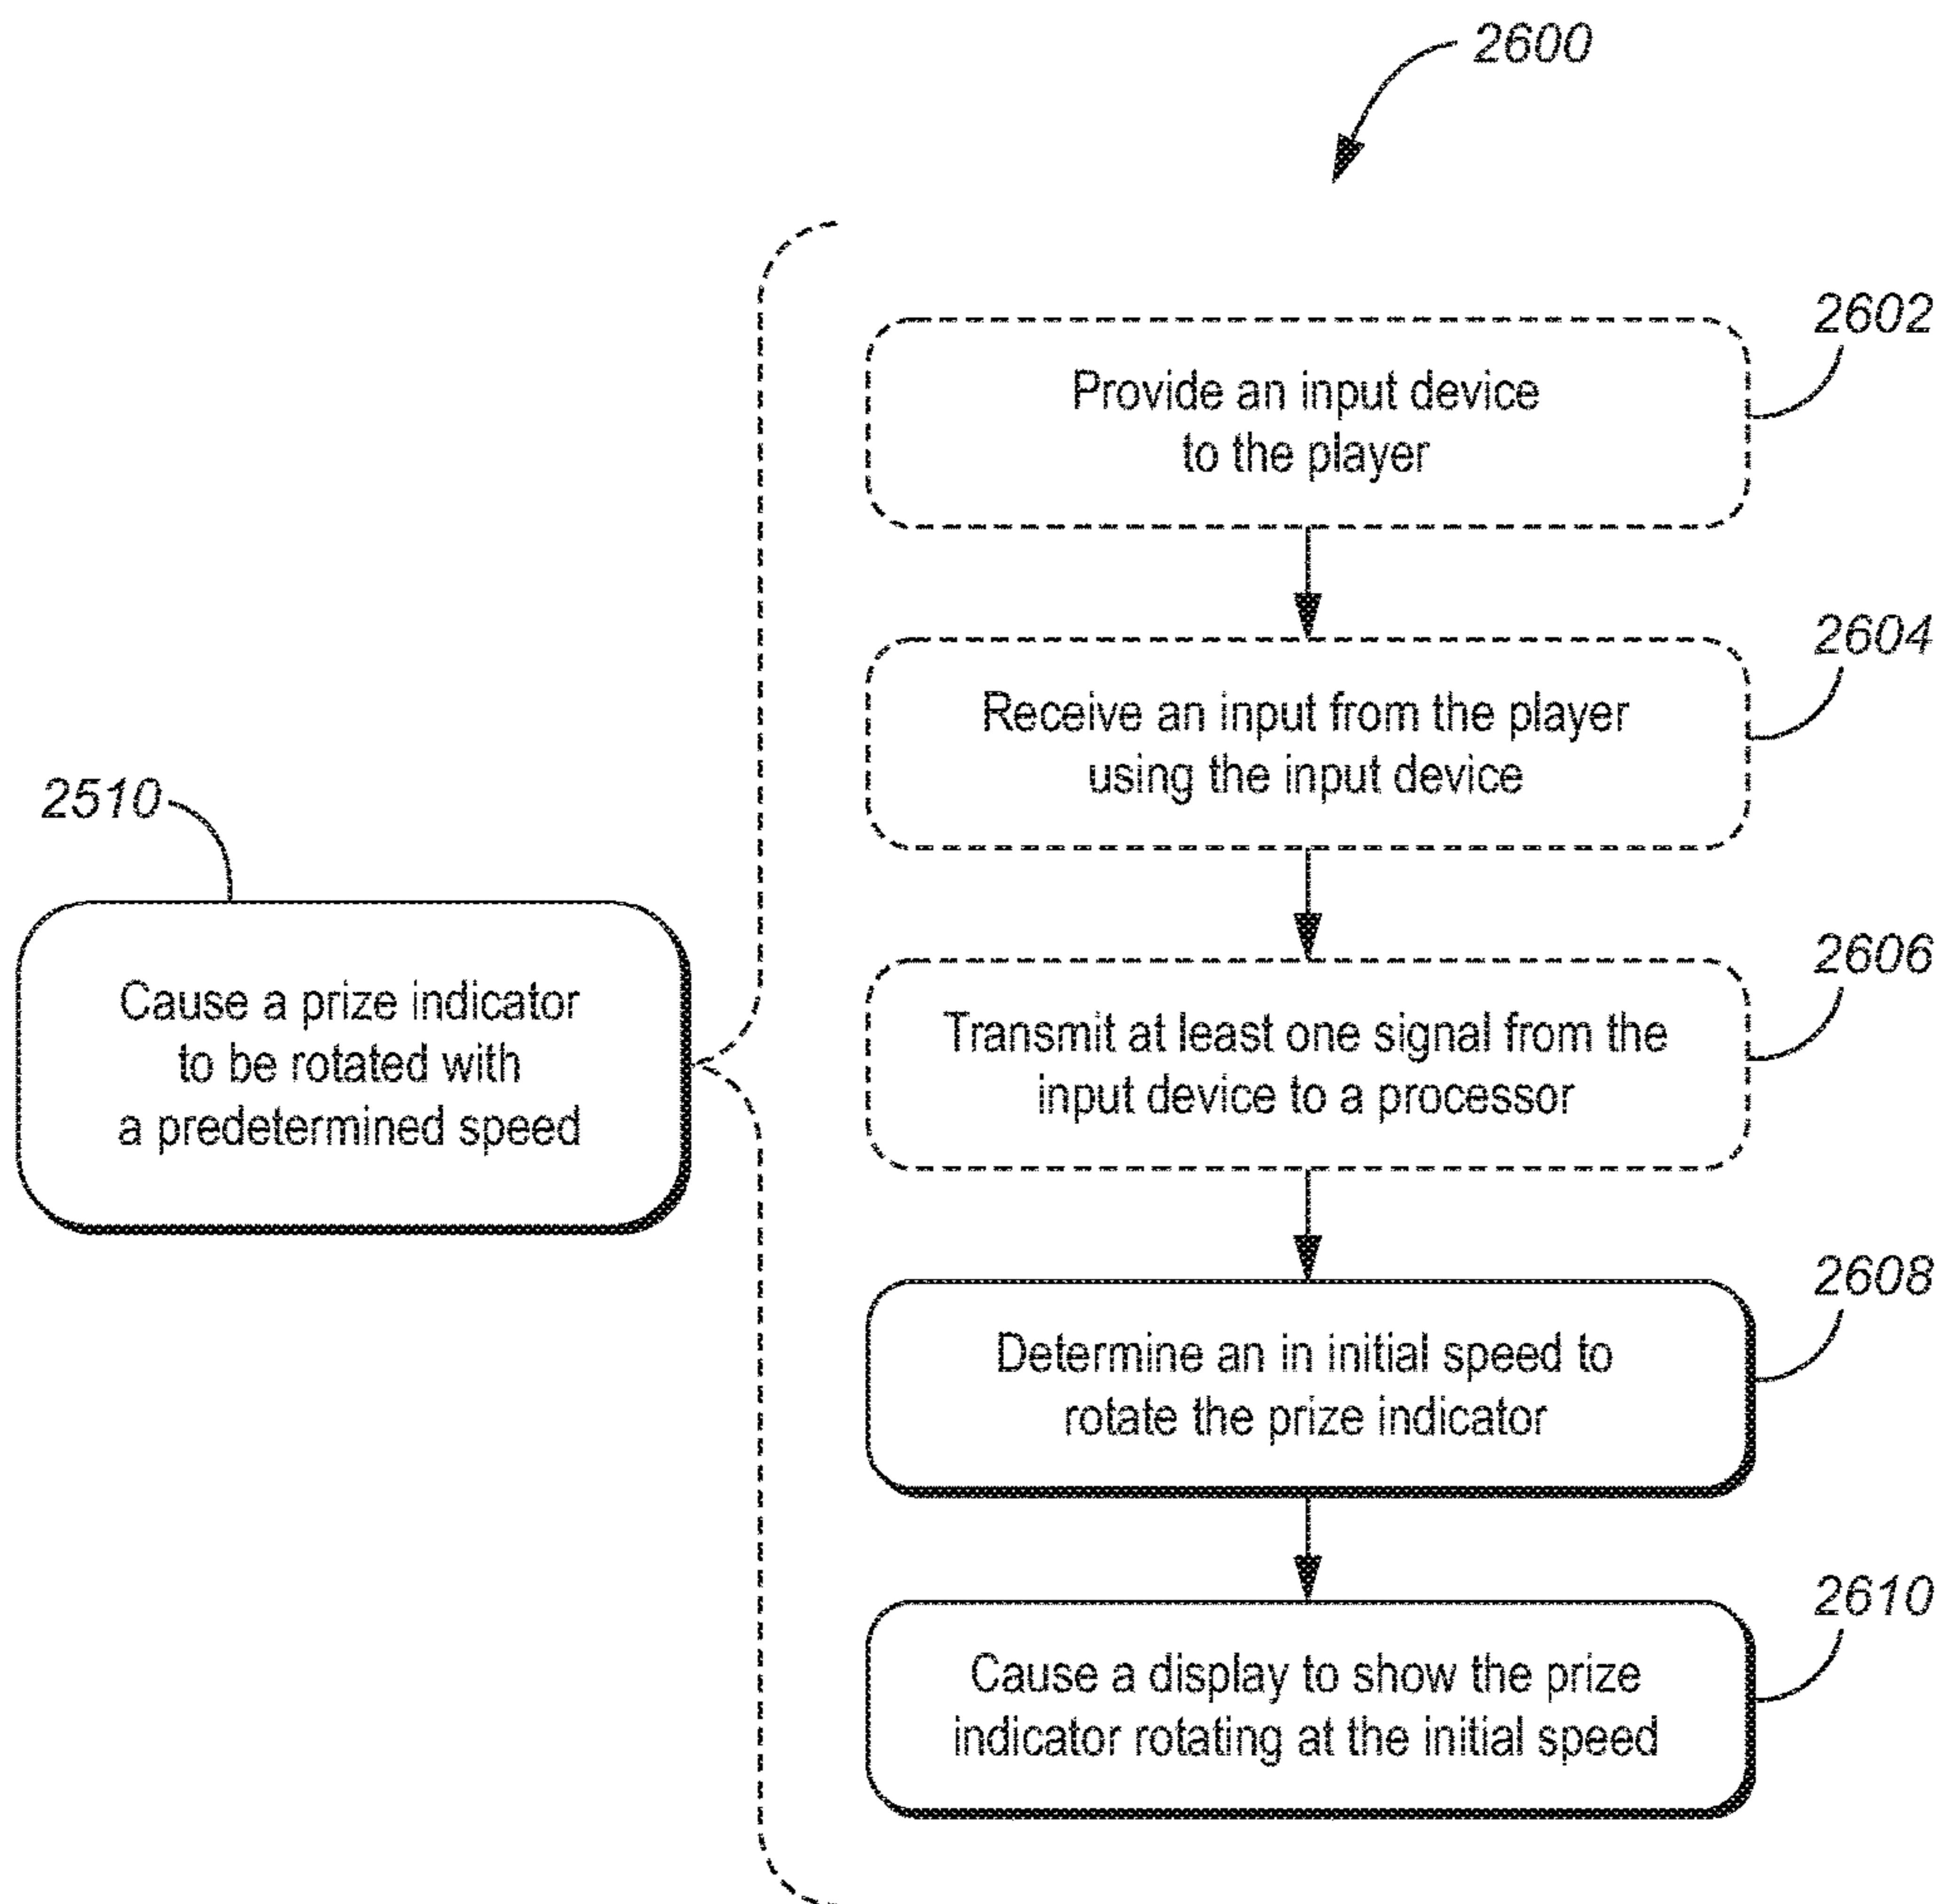 2600
2602
Provide an input device
to the player
2604
Receive an input from the player
using the input device
2510
Cause a prize indicator
to be rotated with
a predetermined speed
2606
Transmit at least one signal from the
input device to a processor
2608
Determine an in initial speed to
rotate the prize indicator
2610
Cause a display to show the prize
indicator rotating at the initial speed